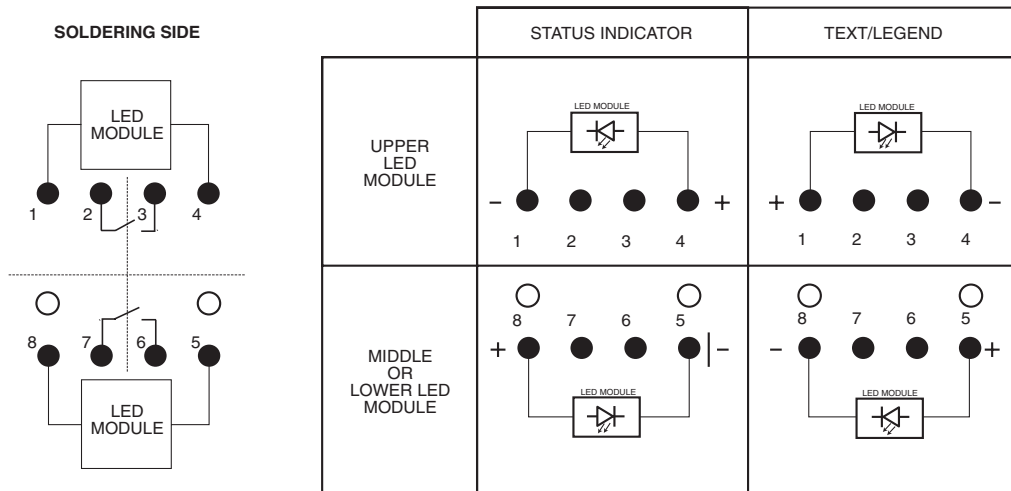 SOLDERING SIDE
LED
MODULE
1 2 3 4
8 7 6 5
LED
MODULE
STATUS INDICATOR TEXT/LEGEND
UPPER
LED
MODULE
LED MODULE
– +
1 2 3 4
LED MODULE
+ –
1 2 3 4
MIDDLE
OR
LOWER LED
MODULE
8 7 6 5
+ | –
LED MODULE
8 7 6 5
– +
LED MODULE